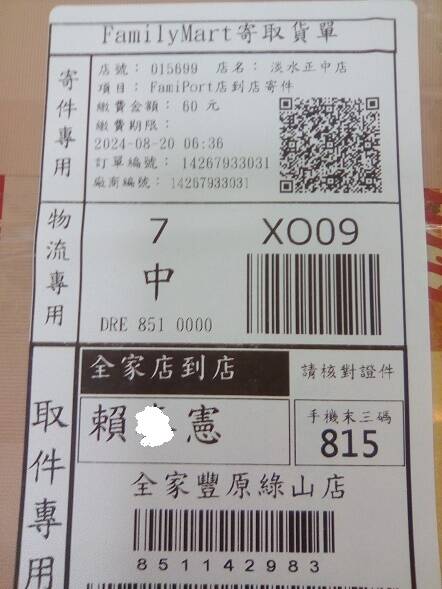 FamilyMart寄取貨單
寄件專用
店號: 015699 店名: 淡水正中店
項目: FamiPort店到店寄件
繳費金額: 60 元
繳費期限:
2024-08-20 06:36
訂單編號: 14267933031
廠商編號: 14267933031
物流專用
7
XO09
中
DRE 851 0000
取件專用
全家店到店
請核對證件
賴 憲
手機末三碼
815
全家豐原綠山店
851142983